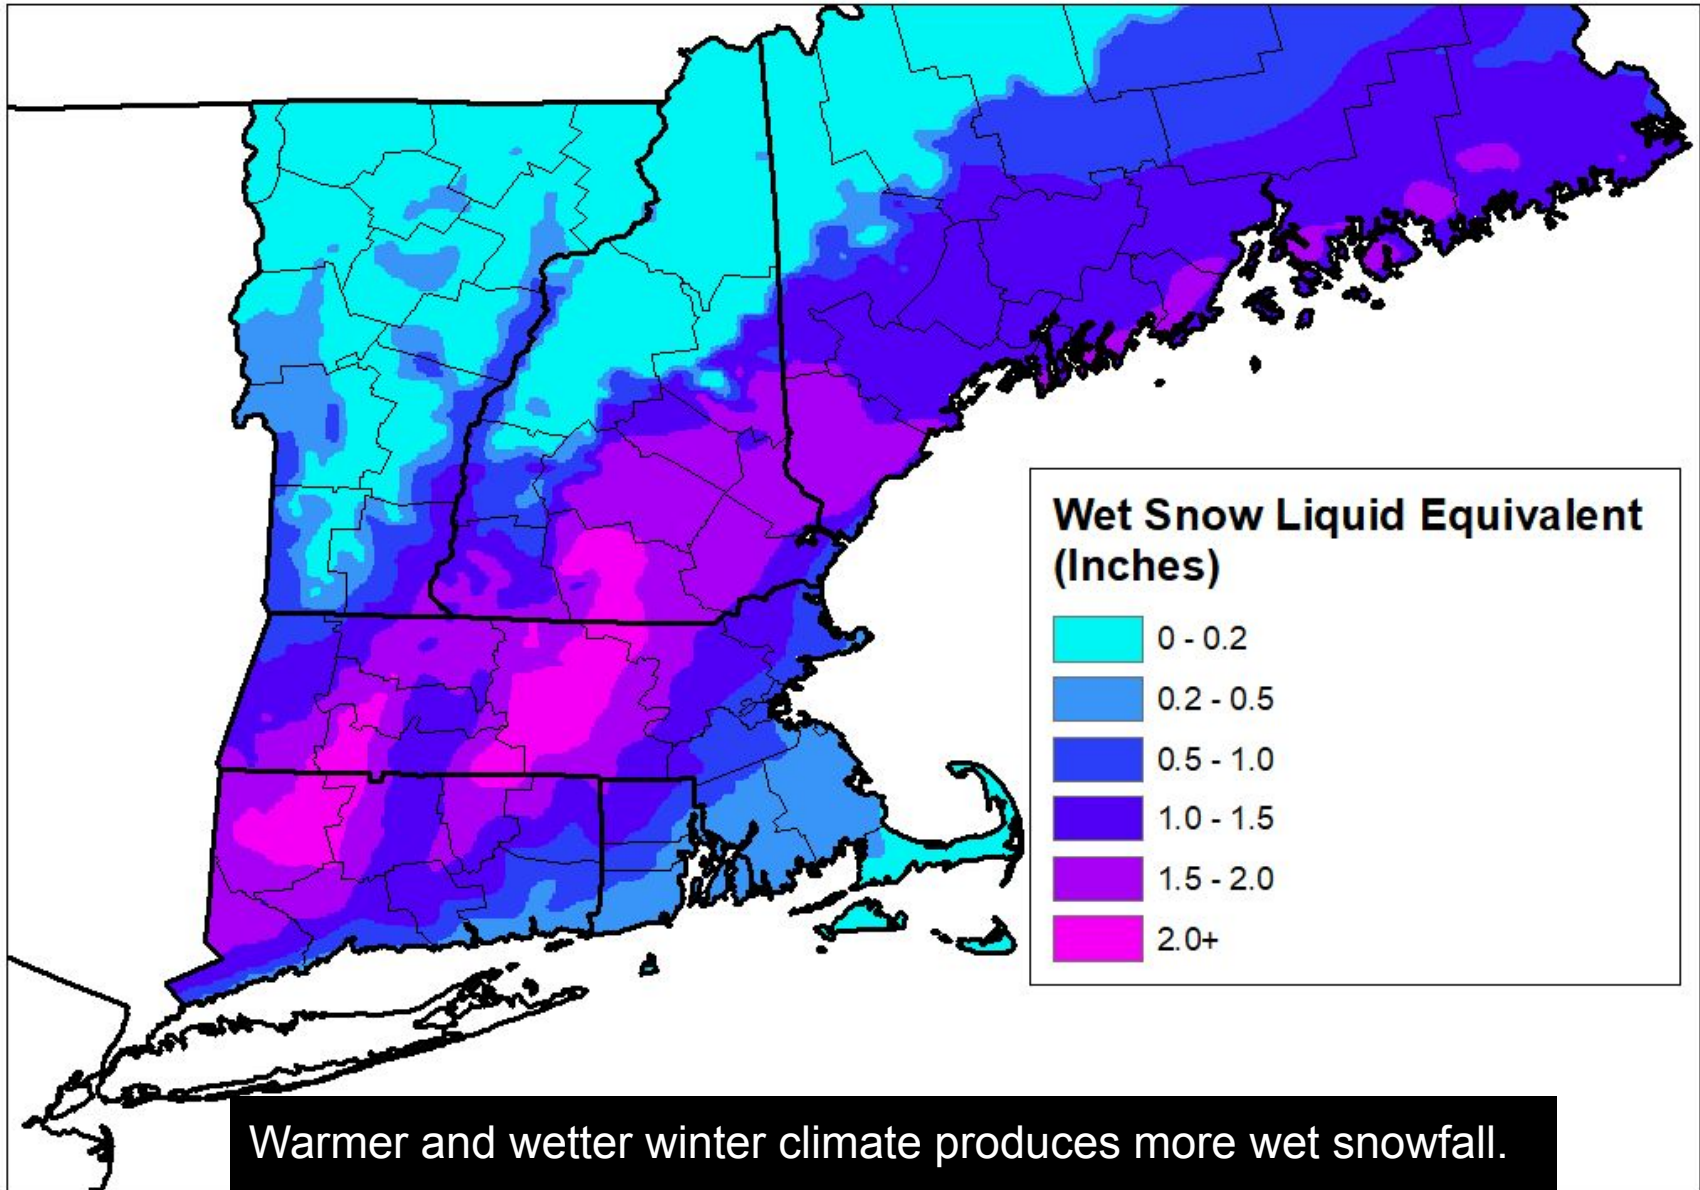 Wet Snow Liquid Equivalent
(Inches)
0 - 0.2
0.2 - 0.5
0.5 - 1.0
1.0 - 1.5
1.5 - 2.0
2.0+
Warmer and wetter winter climate produces more wet snowfall.